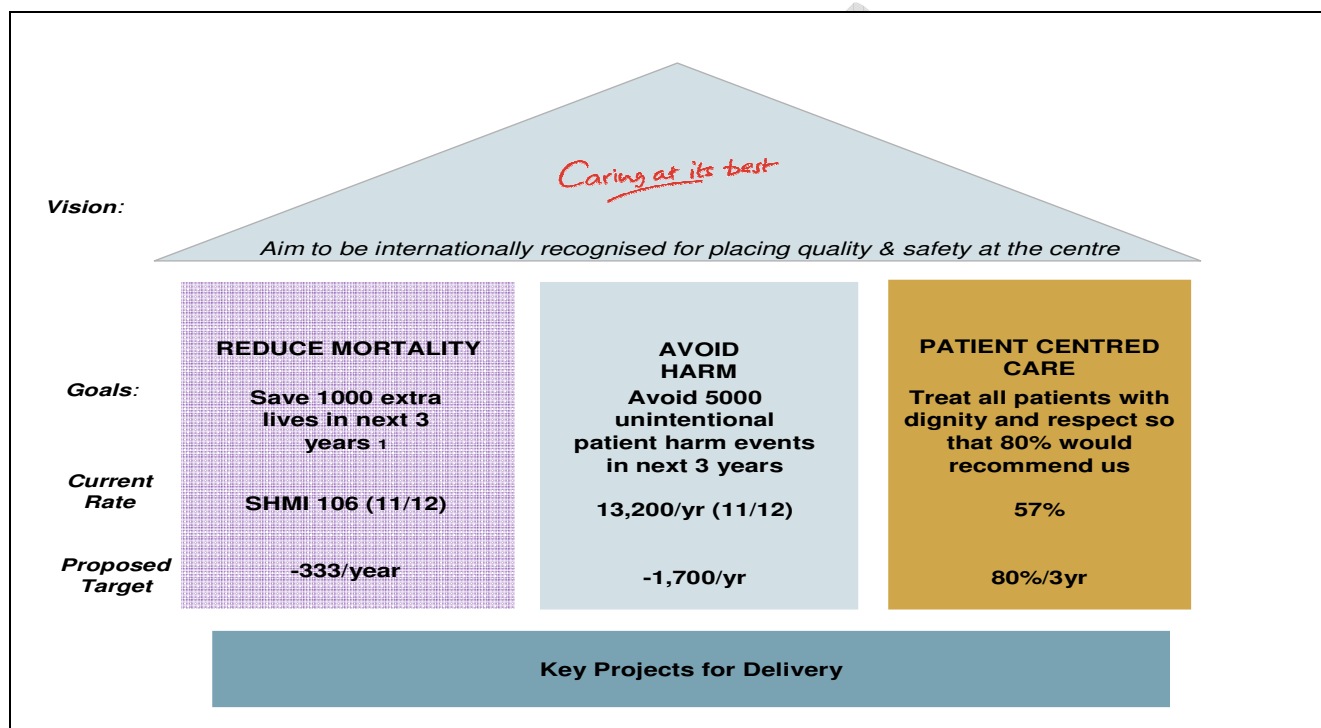 Caring at its best
Vision:
Aim to be internationally recognised for placing quality & safety at the centre
REDUCE MORTALITY
Goals:
Save 1000 extra
lives in next 3
years 1
Current
Rate
SHMI 106 (11/12)
Proposed
Target
-333/year
AVOID
HARM
Avoid 5000
unintentional
patient harm events
in next 3 years
13,200/yr (11/12)
-1,700/yr
PATIENT CENTRED
CARE
Treat all patients with
dignity and respect so
that 80% would
recommend us
57%
80%/3yr
Key Projects for Delivery